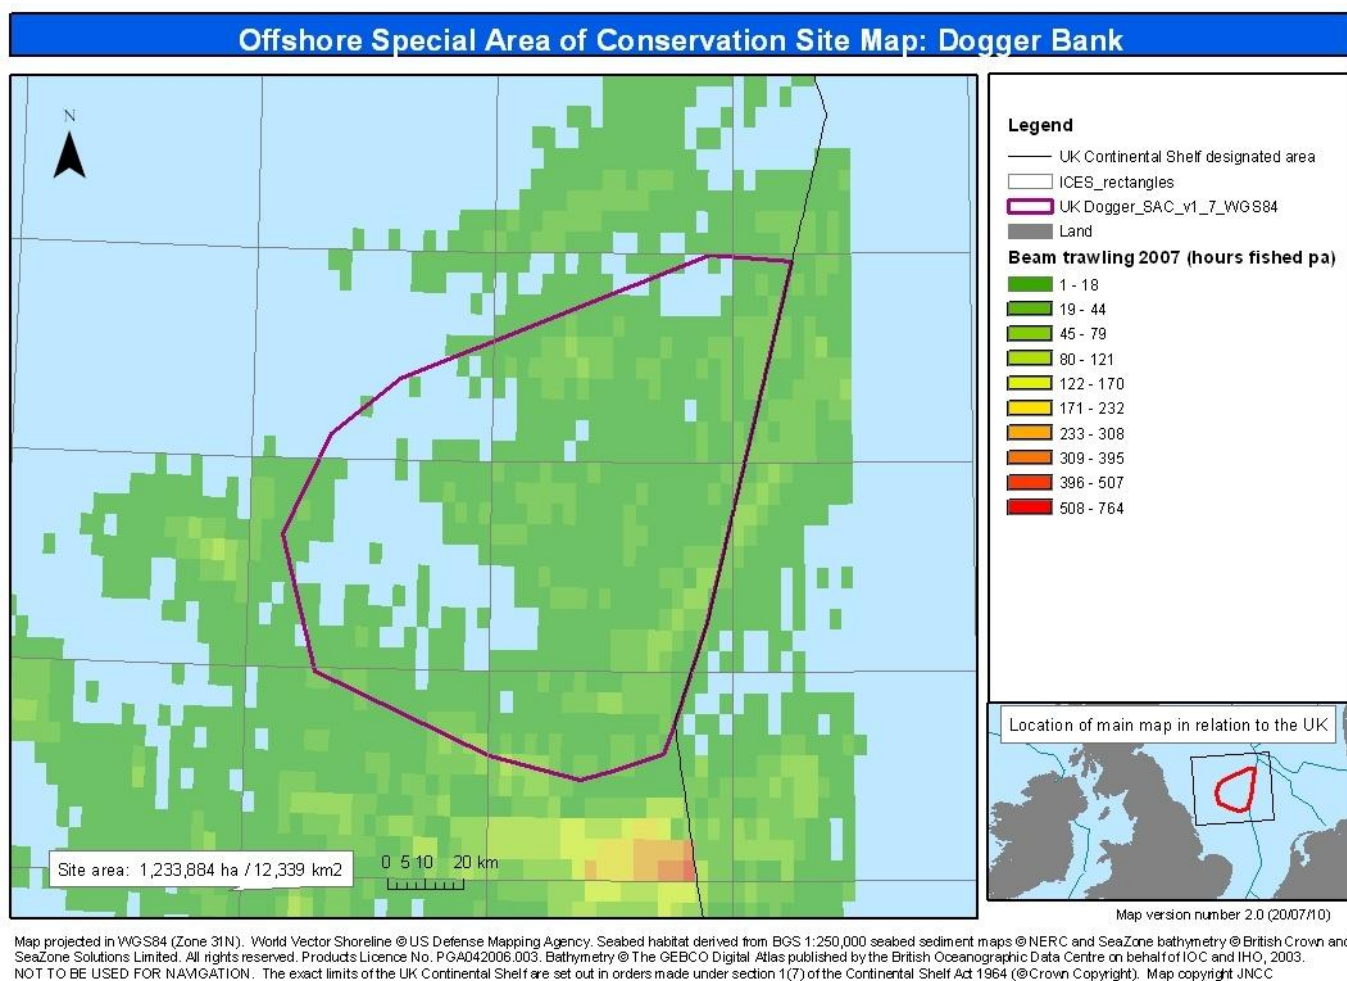 Offshore Special Area of Conservation Site Map: Dogger Bank
N
Legend
UK Continental Shelf designated area
ICES_rectangles
UK Dogger_SAC_v1_7_WGS84
Land
Beam trawling 2007 (hours fished pa)
1 - 18
19 - 44
45 - 79
80 - 121
122 - 170
171 - 232
233 - 308
309 - 395
396 - 507
508 - 764
Location of main map in relation to the UK
Site area: 1,233,884 ha / 12,339 km2
0 5 10 20 km
Map version number 2.0 (20/07/10)
Map projected in WGS84 (Zone 31N). World Vector Shoreline © US Defense Mapping Agency. Seabed habitat derived from BGS 1:250,000 seabed sediment maps © NERC and SeaZone bathymetry © British Crown and
SeaZone Solutions Limited. All rights reserved. Products Licence No. PGA042006.003. Bathymetry © The GEBCO Digital Atlas published by the British Oceanographic Data Centre on behalf of IOC and IHO, 2003.
NOT TO BE USED FOR NAVIGATION. The exact limits of the UK Continental Shelf are set out in orders made under section 1(7) of the Continental Shelf Act 1964 (© Crown Copyright). Map copyright JNCC